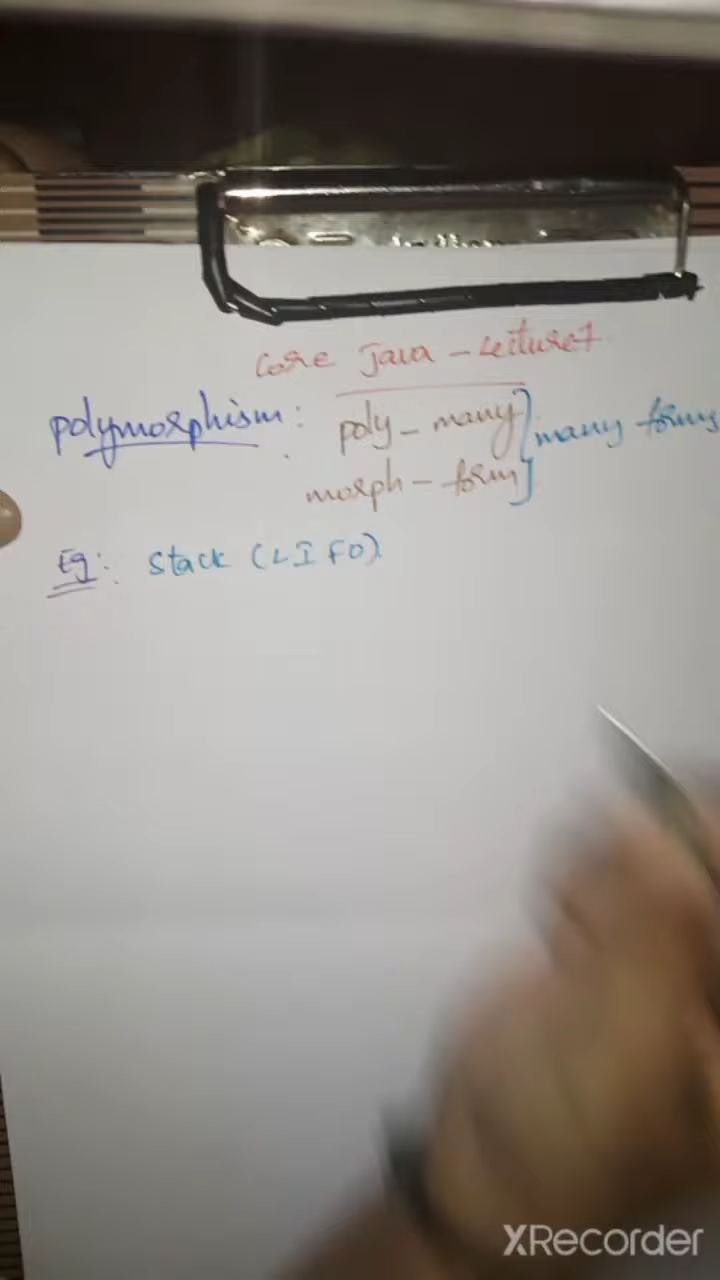 Core Java - Lecture7
polymorphism: poly - many] many forms
morph - form]
Eg: Stack (LIFO)
XRecorder